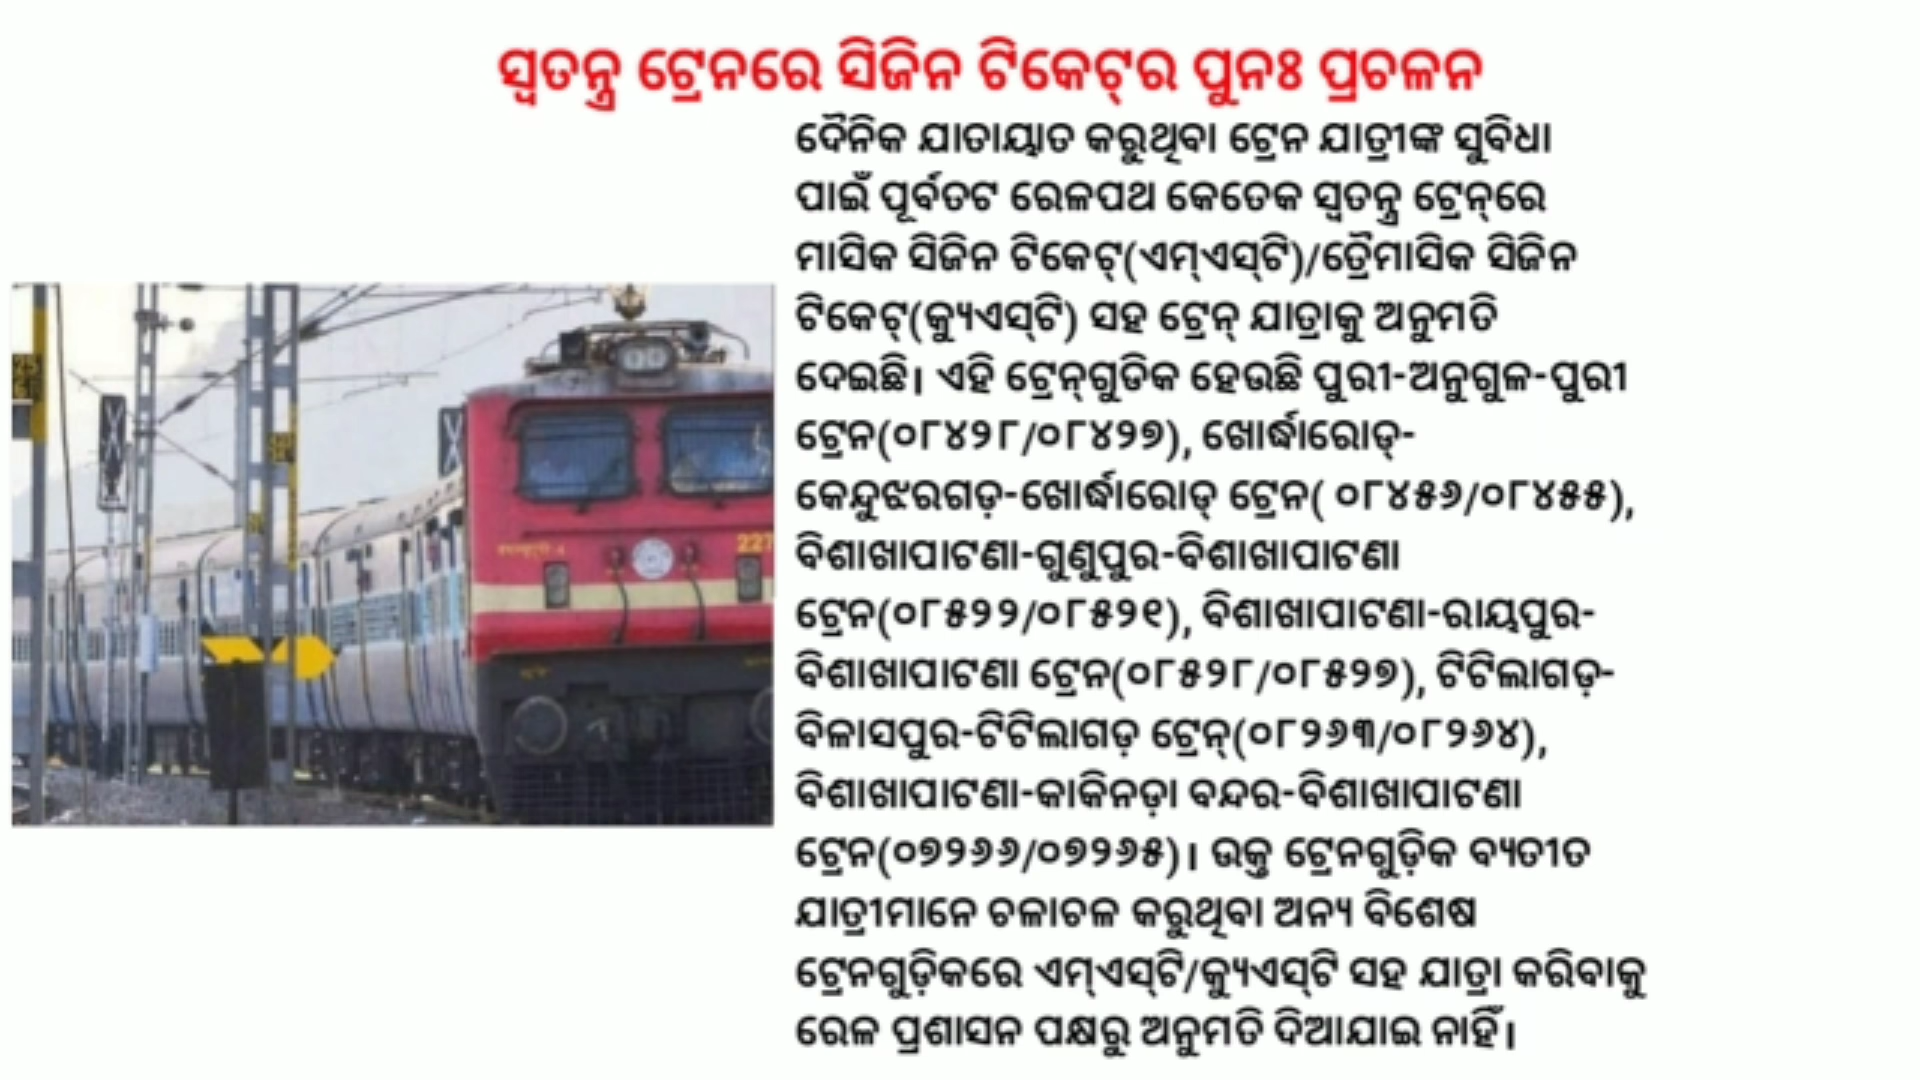 ସ୍ୱତନ୍ତ୍ର ଟ୍ରେନରେ ସିଜିନ ଟିକେଟ୍‌ର ପୁନଃ ପ୍ରଚଳନ
ଦୈନିକ ଯାତାୟାତ କରୁଥିବା ଟ୍ରେନ ଯାତ୍ରୀଙ୍କ ସୁବିଧା
ପାଇଁ ପୂର୍ବତଟ ରେଳପଥ କେତେକ ସ୍ୱତନ୍ତ୍ର ଟ୍ରେନ୍‌ରେ
ମାସିକ ସିଜିନ ଟିକେଟ୍(ଏମ୍ଏସ୍‌ଟି)/ତ୍ରୈମାସିକ ସିଜିନ
ଟିକେଟ୍(କ୍ୟୁଏସ୍‌ଟି) ସହ ଟ୍ରେନ୍ ଯାତ୍ରାକୁ ଅନୁମତି
ଦେଇଛି। ଏହି ଟ୍ରେନ୍‌ଗୁଡିକ ହେଉଛି ପୁରୀ-ଅନୁଗୁଳ-ପୁରୀ
ଟ୍ରେନ(୦୮୪୨୮/୦୮୪୨୭), ଖୋର୍ଦ୍ଧାରୋଡ୍-
କେନ୍ଦୁଝରଗଡ଼-ଖୋର୍ଦ୍ଧାରୋଡ୍ ଟ୍ରେନ( ୦୮୪୫୬/୦୮୪୫୫),
ବିଶାଖାପାଟଣା-ଗୁଣୁପୁର-ବିଶାଖାପାଟଣା
ଟ୍ରେନ(୦୮୫୨୨/୦୮୫୨୧), ବିଶାଖାପାଟଣା-ରାୟପୁର-
ବିଶାଖାପାଟଣା ଟ୍ରେନ(୦୮୫୨୮/୦୮୫୨୭), ଟିଟିଲାଗଡ଼-
ବିଳାସପୁର-ଟିଟିଲାଗଡ଼ ଟ୍ରେନ୍(୦୮୨୬୩/୦୮୨୬୪),
ବିଶାଖାପାଟଣା-କାକିନଡ଼ା ବନ୍ଦର-ବିଶାଖାପାଟଣା
ଟ୍ରେନ(୦୭୨୬୬/୦୭୨୬୫)। ଉକ୍ତ ଟ୍ରେନଗୁଡ଼ିକ ବ୍ୟତୀତ
ଯାତ୍ରୀମାନେ ଚଳାଚଳ କରୁଥିବା ଅନ୍ୟ ବିଶେଷ
ଟ୍ରେନଗୁଡ଼ିକରେ ଏମ୍ଏସ୍‌ଟି/କ୍ୟୁଏସ୍‌ଟି ସହ ଯାତ୍ରା କରିବାକୁ
ରେଳ ପ୍ରଶାସନ ପକ୍ଷରୁ ଅନୁମତି ଦିଆଯାଇ ନାହିଁ।
227